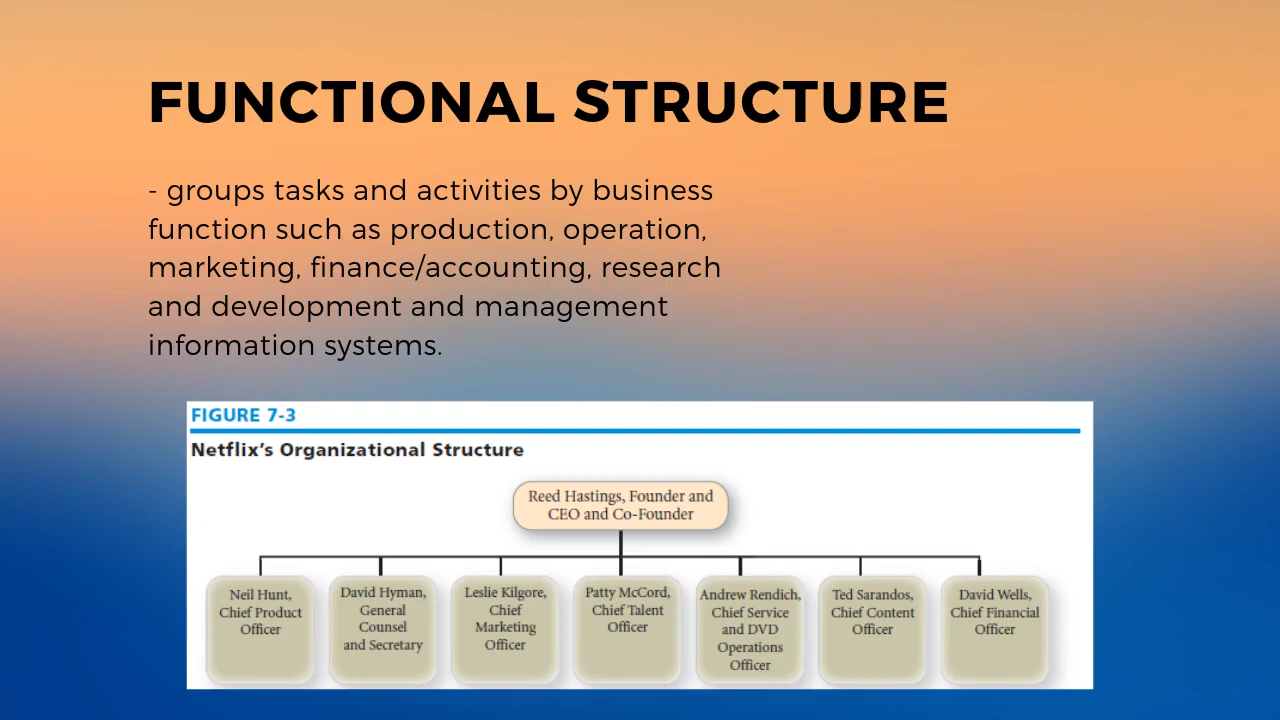 FUNCTIONAL STRUCTURE
- groups tasks and activities by business
function such as production, operation,
marketing, finance/accounting, research
and development and management
information systems.
FIGURE 7-3
Netflix's Organizational Structure
Reed Hastings, Founder and
CEO and Co-Founder
Neil Hunt,
Chief Product
Officer
David Hyman,
General
Counsel
and Secretary
Leslie Kilgore,
Chief
Marketing
Officer
Patty McCord,
Chief Talent
Officer
Andrew Rendich,
Chief Service
and DVD
Operations
Officer
Ted Sarandos,
Chief Content
Officer
David Wells,
Chief Financial
Officer